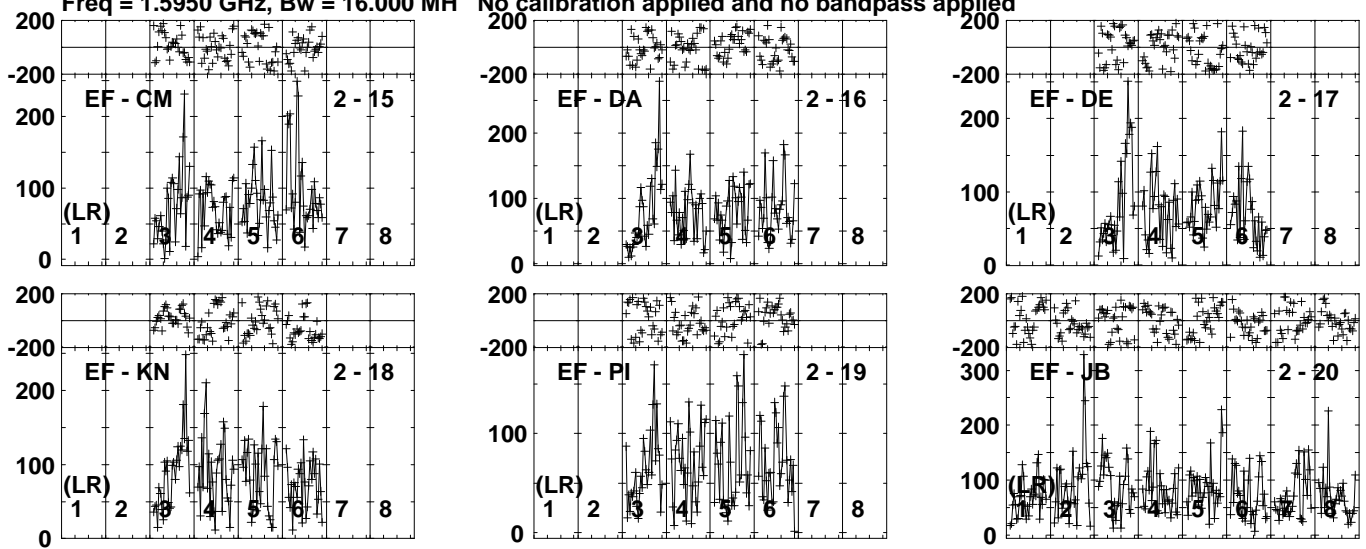 Freq = 1.5950 GHz, Bw = 16.000 MH No calibration applied and no bandpass applied
200 200 200
-200 -200 -200
EF - CM 2 - 15 EF - DA 2 - 16 EF - DE 2 - 17
200 200 200
100 100 100
(LR) (LR) (LR)
1 2 3 4 5 6 7 8 1 2 3 4 5 6 7 8 1 2 3 4 5 6 7 8
0 0 0
200 200 200
-200 -200 -200
EF - KN 2 - 18 EF - PI 2 - 19 EF - JB 2 - 20
300
200 200 200
100 100 100
(LR) (LR) (LR)
1 2 3 4 5 6 7 8 1 2 3 4 5 6 7 8 1 2 3 4 5 6 7 8
0 0 0